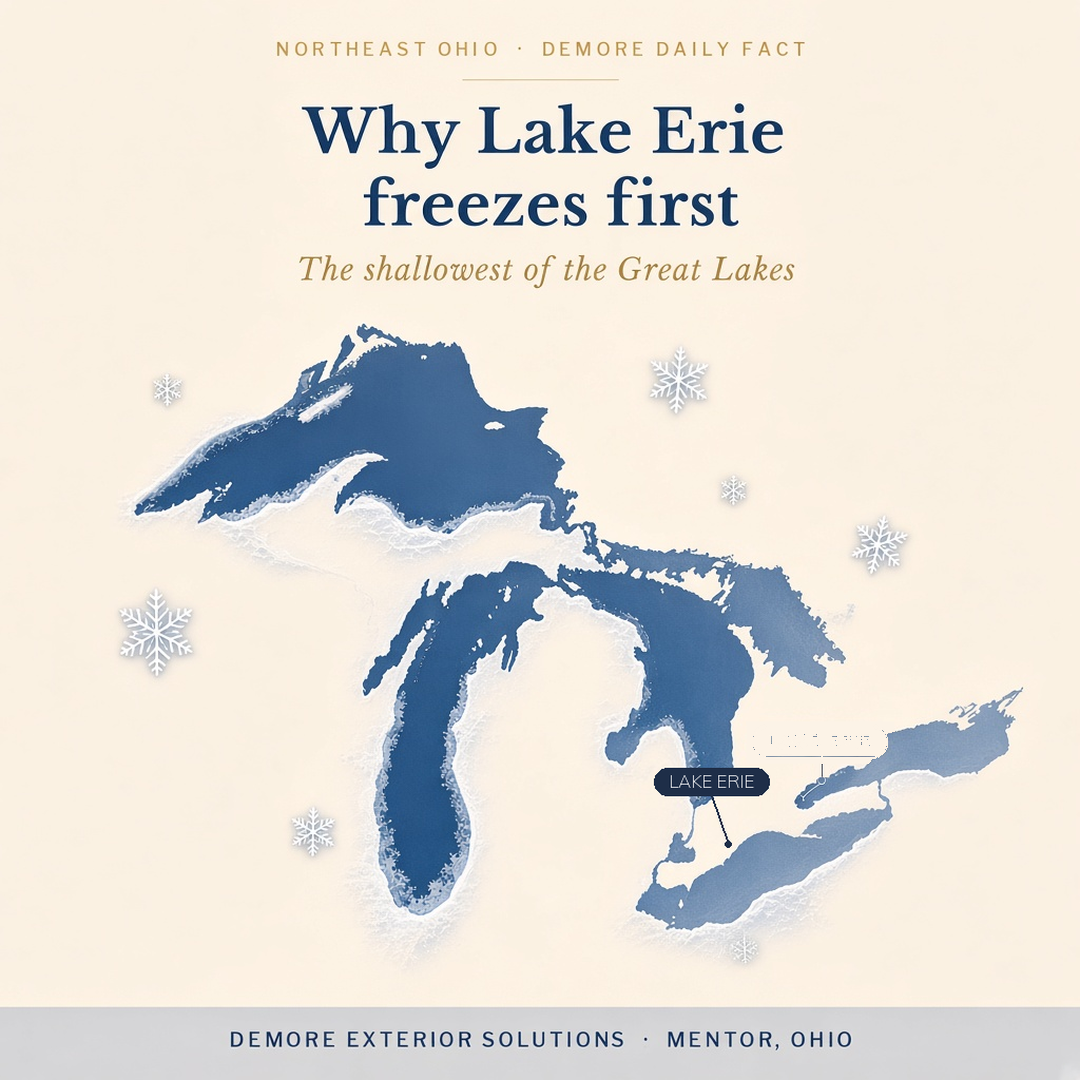 NORTHEAST OHIO · DEMORE DAILY FACT
Why Lake Erie
freezes first
The shallowest of the Great Lakes
LAKE ERIE
DEMORE EXTERIOR SOLUTIONS · MENTOR, OHIO